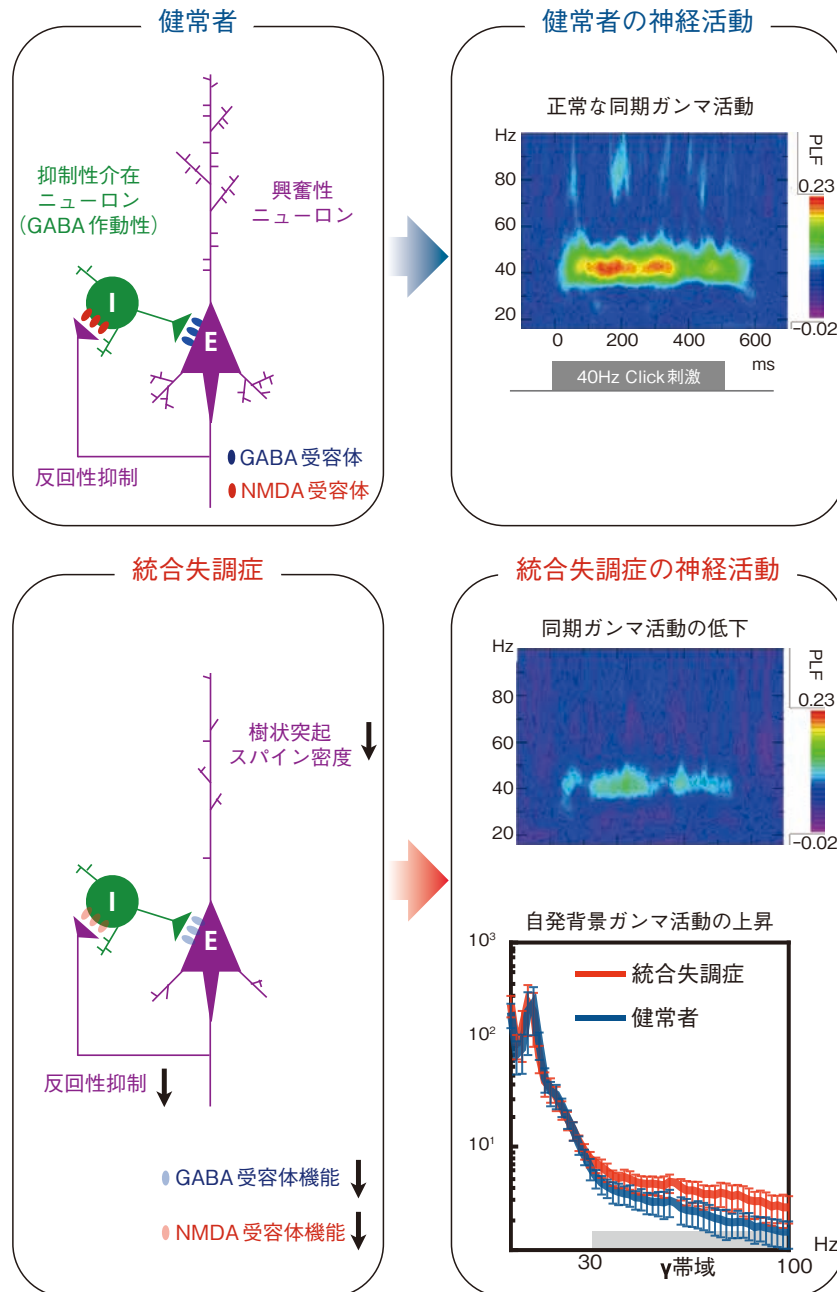 健常者
抑制性介在
ニューロン
(GABA 作動性)
興奮性
ニューロン
I
E
反回性抑制
GABA 受容体
NMDA 受容体
健常者の神経活動
正常な同期ガンマ活動
Hz
80
60
40
20
0
200
400
600
ms
PLF
0.23
−0.02
40Hz Click 刺激
統合失調症
樹状突起
スパイン密度
I
E
反回性抑制
GABA 受容体機能
NMDA 受容体機能
統合失調症の神経活動
同期ガンマ活動の低下
Hz
80
60
40
20
PLF
0.23
−0.02
自発背景ガンマ活動の上昇
10³
10²
10¹
統合失調症
健常者
30
γ帯域
100
Hz